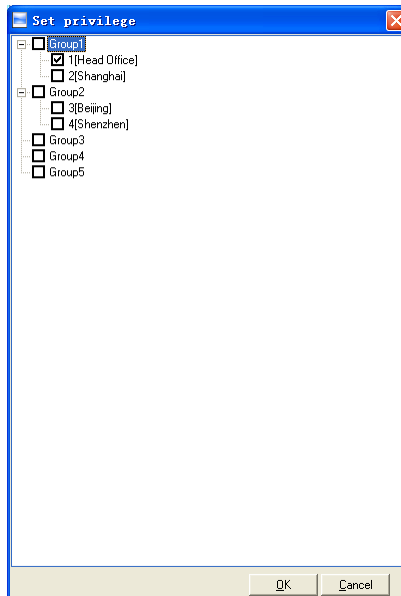 Set privilege
Group1
1[Head Office]
2[Shanghai]
Group2
3[Beijing]
4[Shenzhen]
Group3
Group4
Group5
OK Cancel